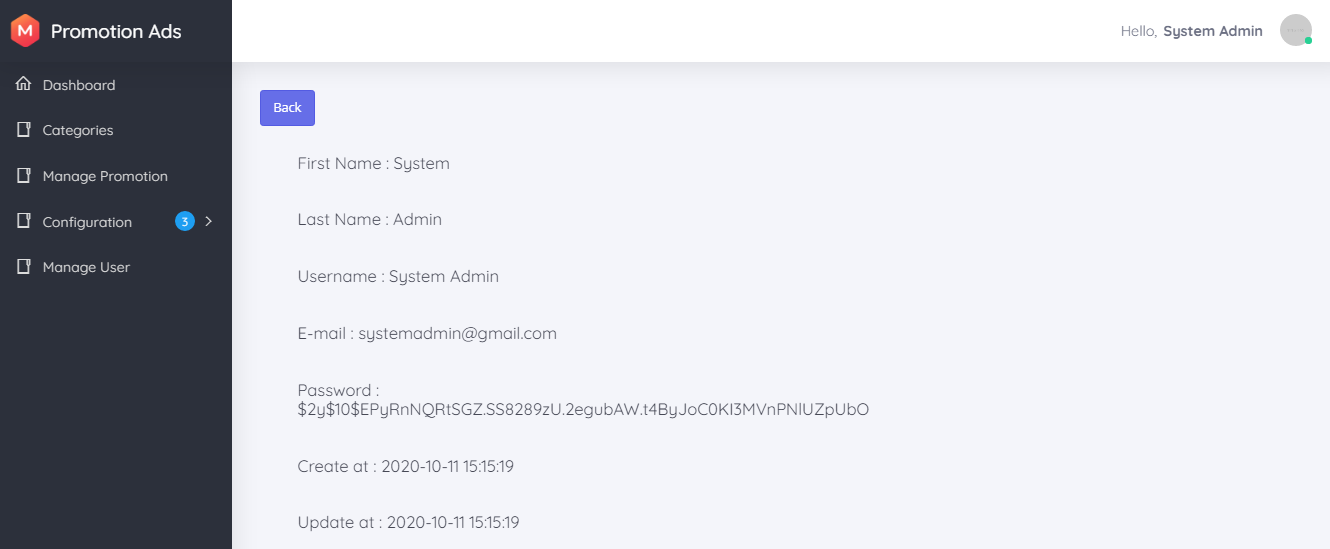 M Promotion Ads
Hello, System Admin
Dashboard
Categories
Manage Promotion
Configuration 3
Manage User
Back
First Name : System
Last Name : Admin
Username : System Admin
E-mail : systemadmin@gmail.com
Password :
$2y$10$EPyRnNQRtSGZ.SS8289zU.2egubAW.t4ByJoC0KI3MVnPNlUZpUbO
Create at : 2020-10-11 15:15:19
Update at : 2020-10-11 15:15:19